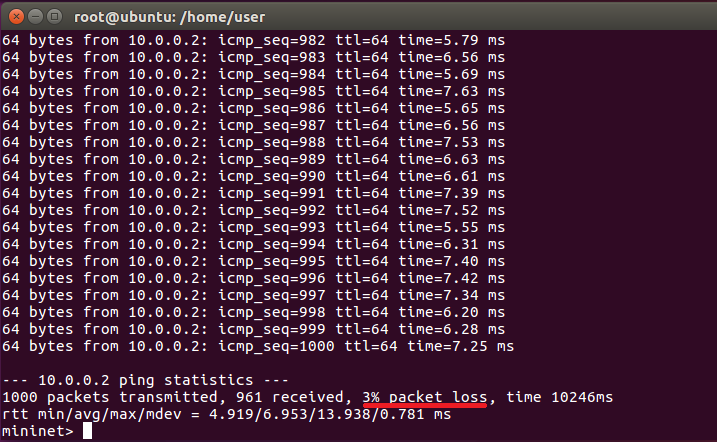 root@ubuntu: /home/user
64 bytes from 10.0.0.2: icmp_seq=982 ttl=64 time=5.79 ms
64 bytes from 10.0.0.2: icmp_seq=983 ttl=64 time=6.56 ms
64 bytes from 10.0.0.2: icmp_seq=984 ttl=64 time=5.69 ms
64 bytes from 10.0.0.2: icmp_seq=985 ttl=64 time=7.63 ms
64 bytes from 10.0.0.2: icmp_seq=986 ttl=64 time=5.65 ms
64 bytes from 10.0.0.2: icmp_seq=987 ttl=64 time=6.56 ms
64 bytes from 10.0.0.2: icmp_seq=988 ttl=64 time=7.53 ms
64 bytes from 10.0.0.2: icmp_seq=989 ttl=64 time=6.63 ms
64 bytes from 10.0.0.2: icmp_seq=990 ttl=64 time=6.61 ms
64 bytes from 10.0.0.2: icmp_seq=991 ttl=64 time=7.39 ms
64 bytes from 10.0.0.2: icmp_seq=992 ttl=64 time=7.52 ms
64 bytes from 10.0.0.2: icmp_seq=993 ttl=64 time=5.55 ms
64 bytes from 10.0.0.2: icmp_seq=994 ttl=64 time=6.31 ms
64 bytes from 10.0.0.2: icmp_seq=995 ttl=64 time=7.40 ms
64 bytes from 10.0.0.2: icmp_seq=996 ttl=64 time=7.42 ms
64 bytes from 10.0.0.2: icmp_seq=997 ttl=64 time=7.34 ms
64 bytes from 10.0.0.2: icmp_seq=998 ttl=64 time=6.20 ms
64 bytes from 10.0.0.2: icmp_seq=999 ttl=64 time=6.28 ms
64 bytes from 10.0.0.2: icmp_seq=1000 ttl=64 time=7.25 ms
--- 10.0.0.2 ping statistics ---
1000 packets transmitted, 961 received, 3% packet loss, time 10246ms
rtt min/avg/max/mdev = 4.919/6.953/13.938/0.781 ms
mininet>